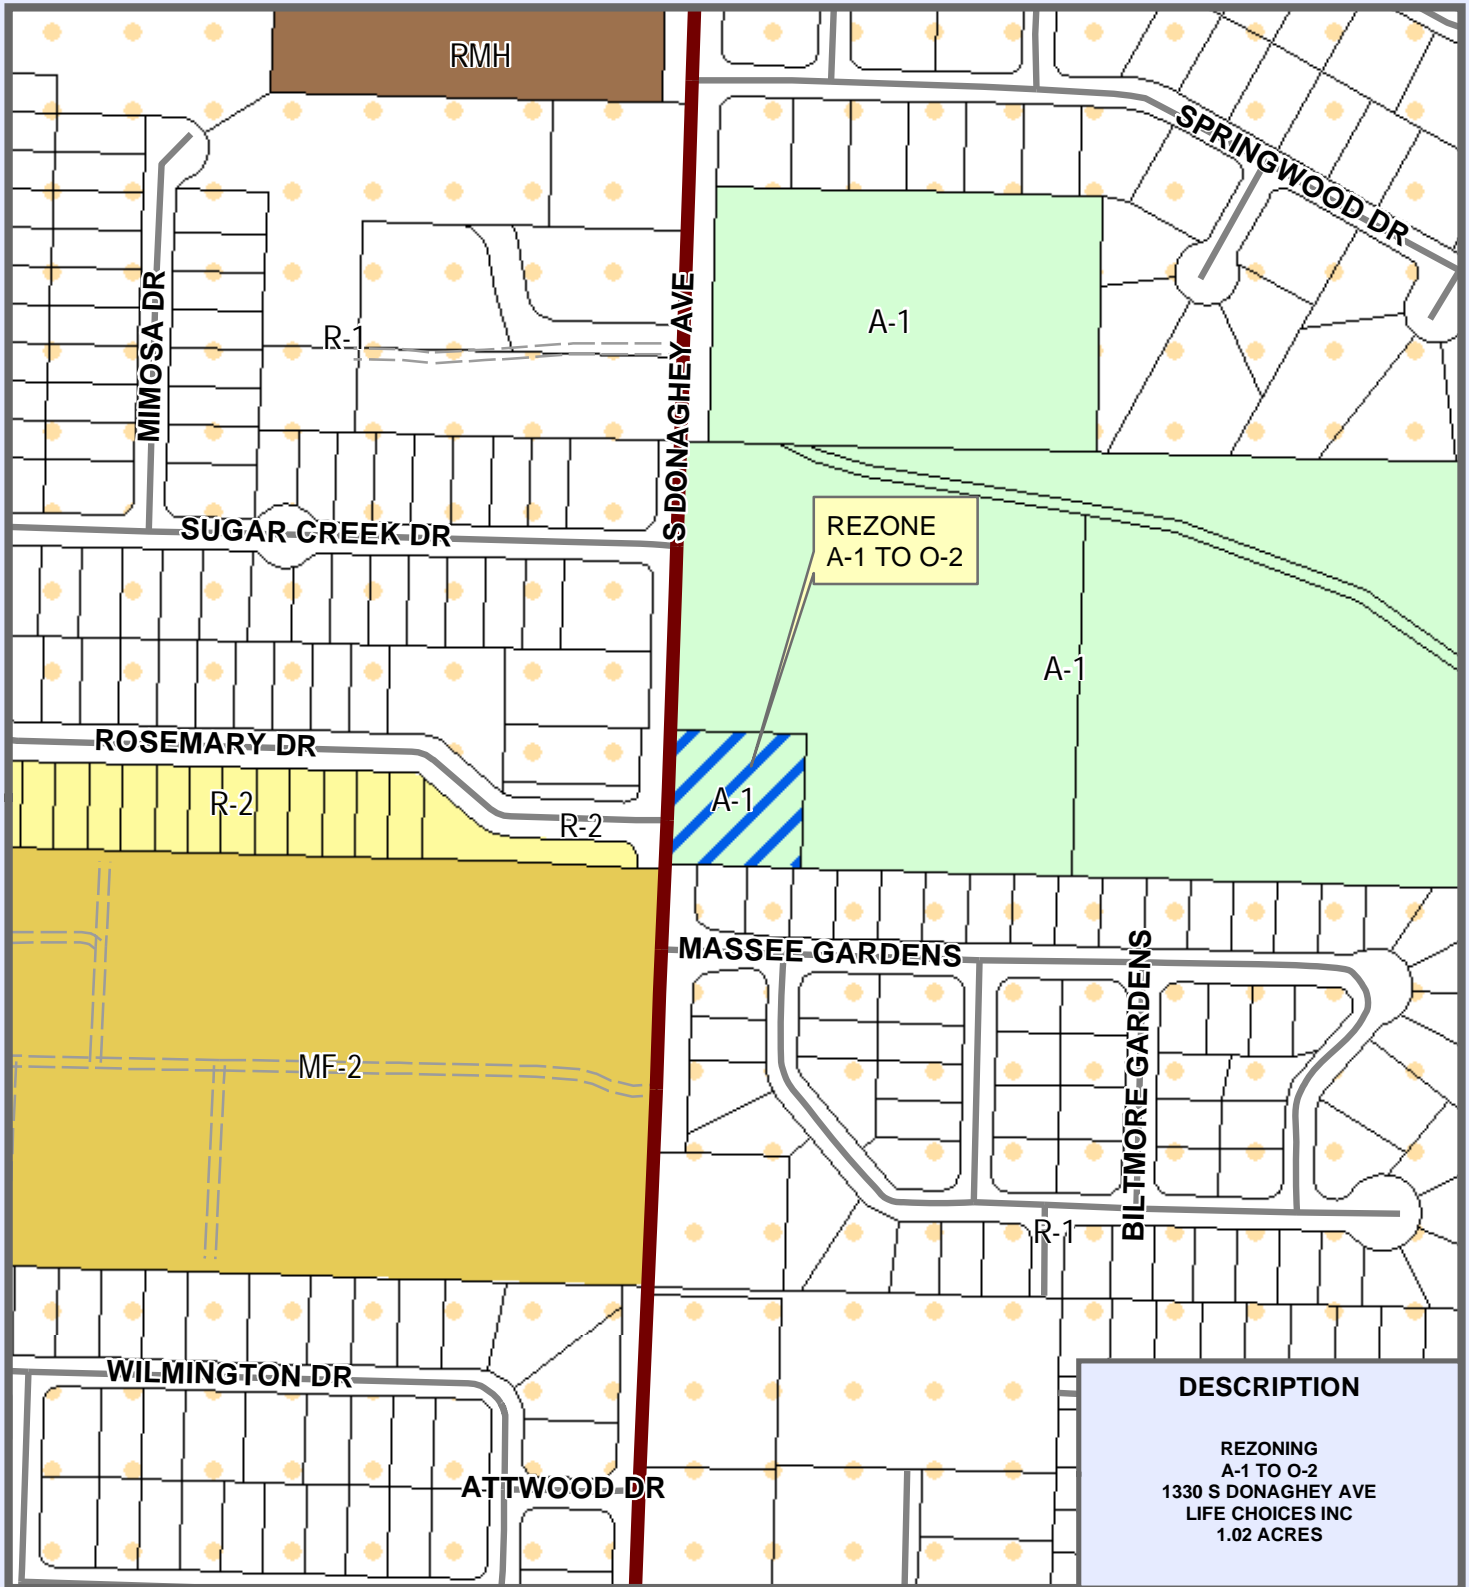 RMH
SPRINGWOOD DR
A-1
R-1
MIMOSA DR
S DONAGHEY AVE
SUGAR CREEK DR
REZONE
A-1 TO O-2
A-1
ROSEMARY DR
R-2
R-2
A-1
MASSEE GARDENS
BILTMORE GARDENS
MF-2
R-1
WILMINGTON DR
ATTWOOD DR
DESCRIPTION
REZONING
A-1 TO O-2
1330 S DONAGHEY AVE
LIFE CHOICES INC
1.02 ACRES